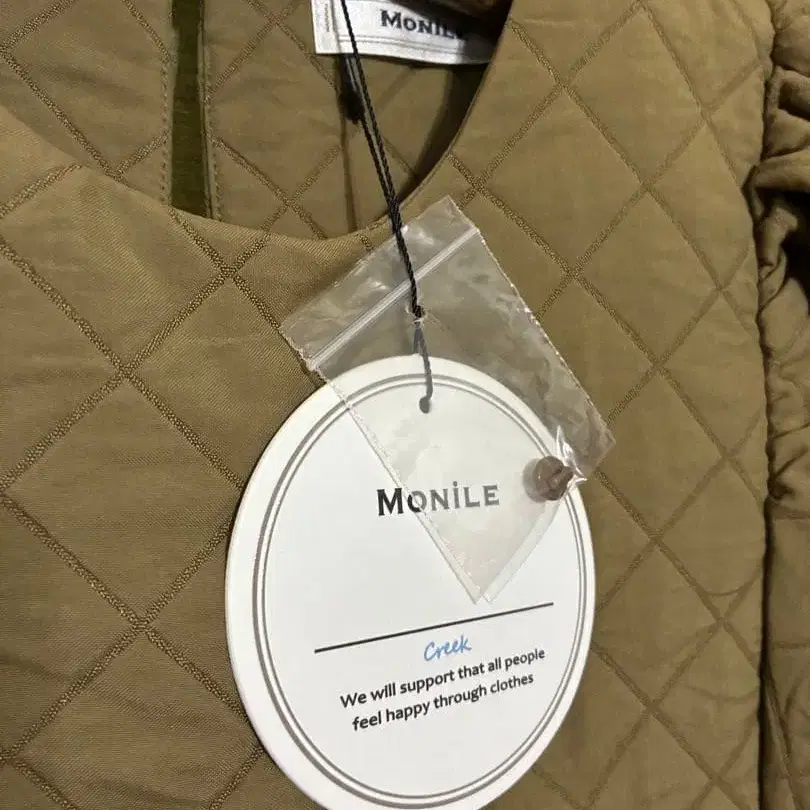 MONiLE
MONiLE
Creek
We will support that all people
feel happy through clothes